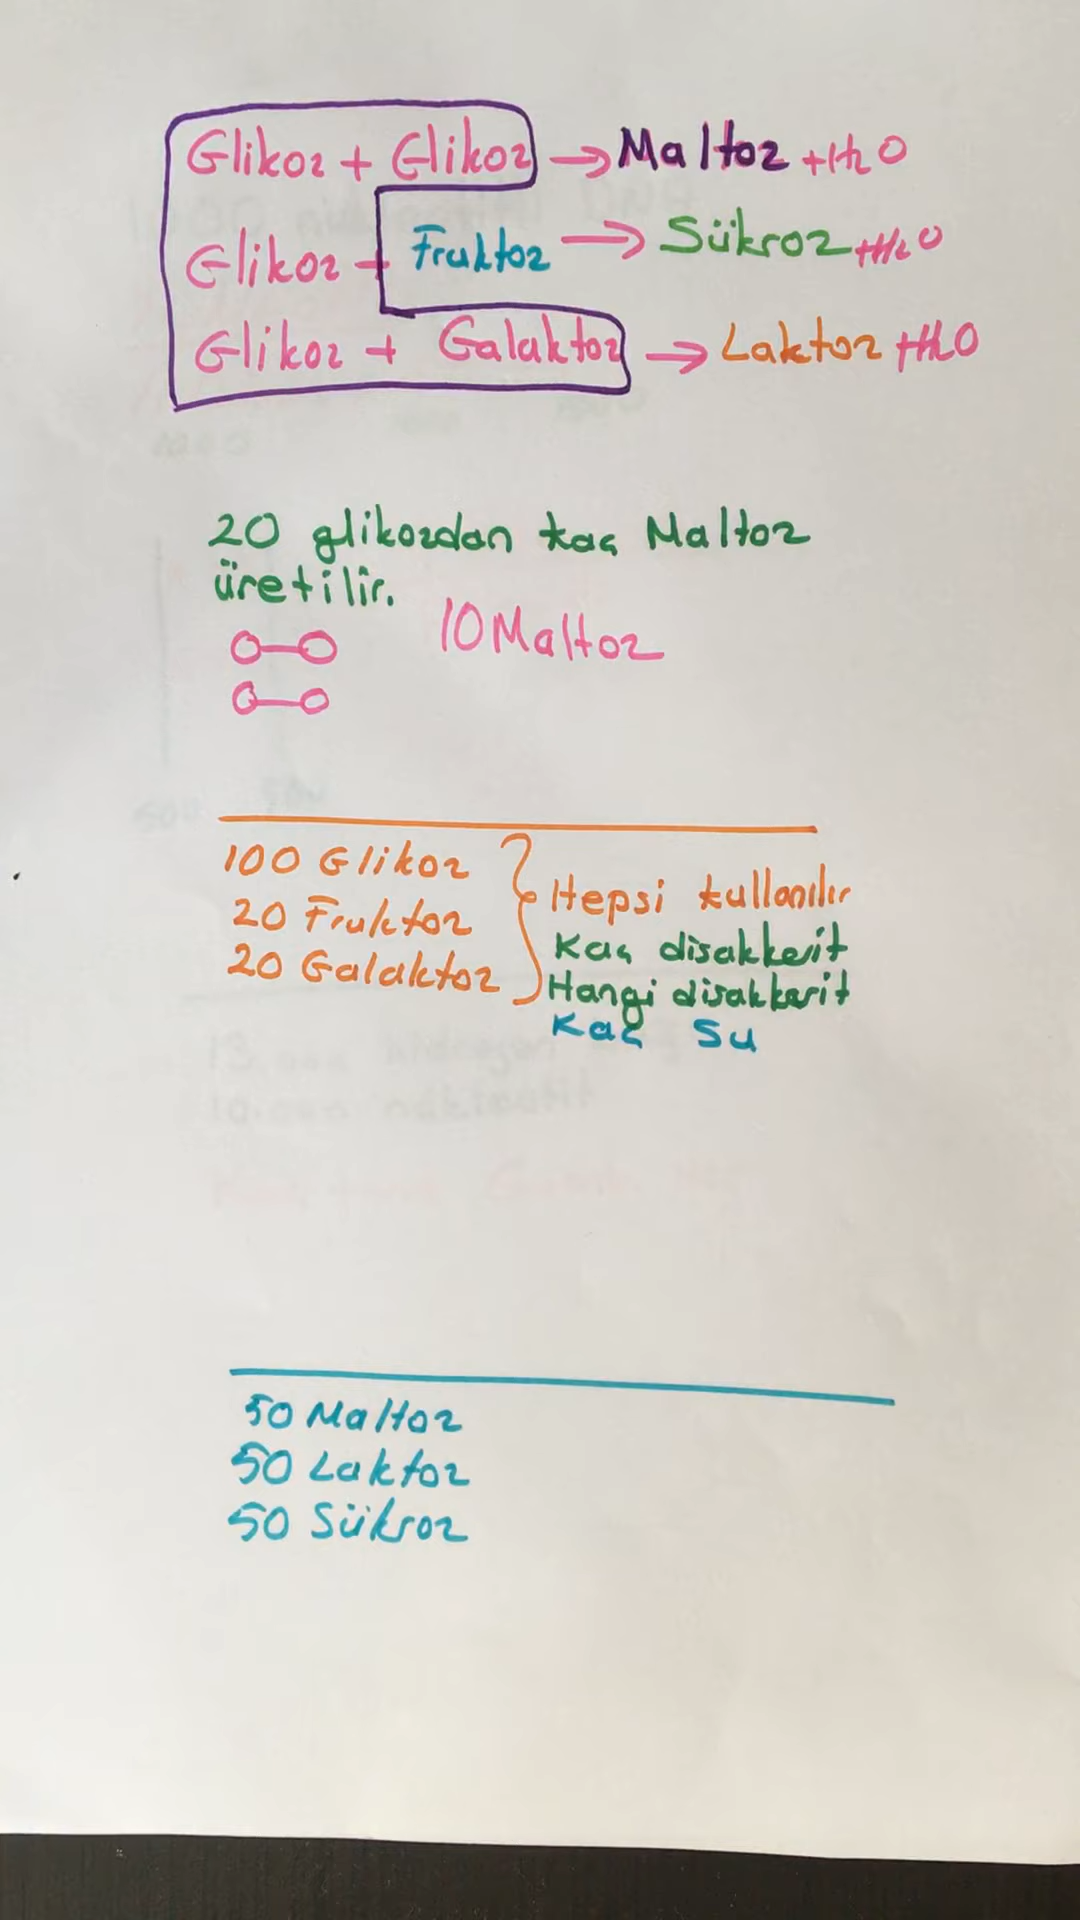 Glikoz + Glikoz → Maltoz + H2O
Glikoz + Fruktoz → Sükroz + H2O
Glikoz + Galaktoz → Laktoz + H2O
20 glikozdan kaç Maltoz
üretilir.
10 Maltoz
100 Glikoz
20 Fruktoz
20 Galaktoz
Hepsi kullanılır
Kaç disakkerit
Hangi disakkarit
Kaç Su
50 Maltoz
50 Laktoz
50 Sükroz